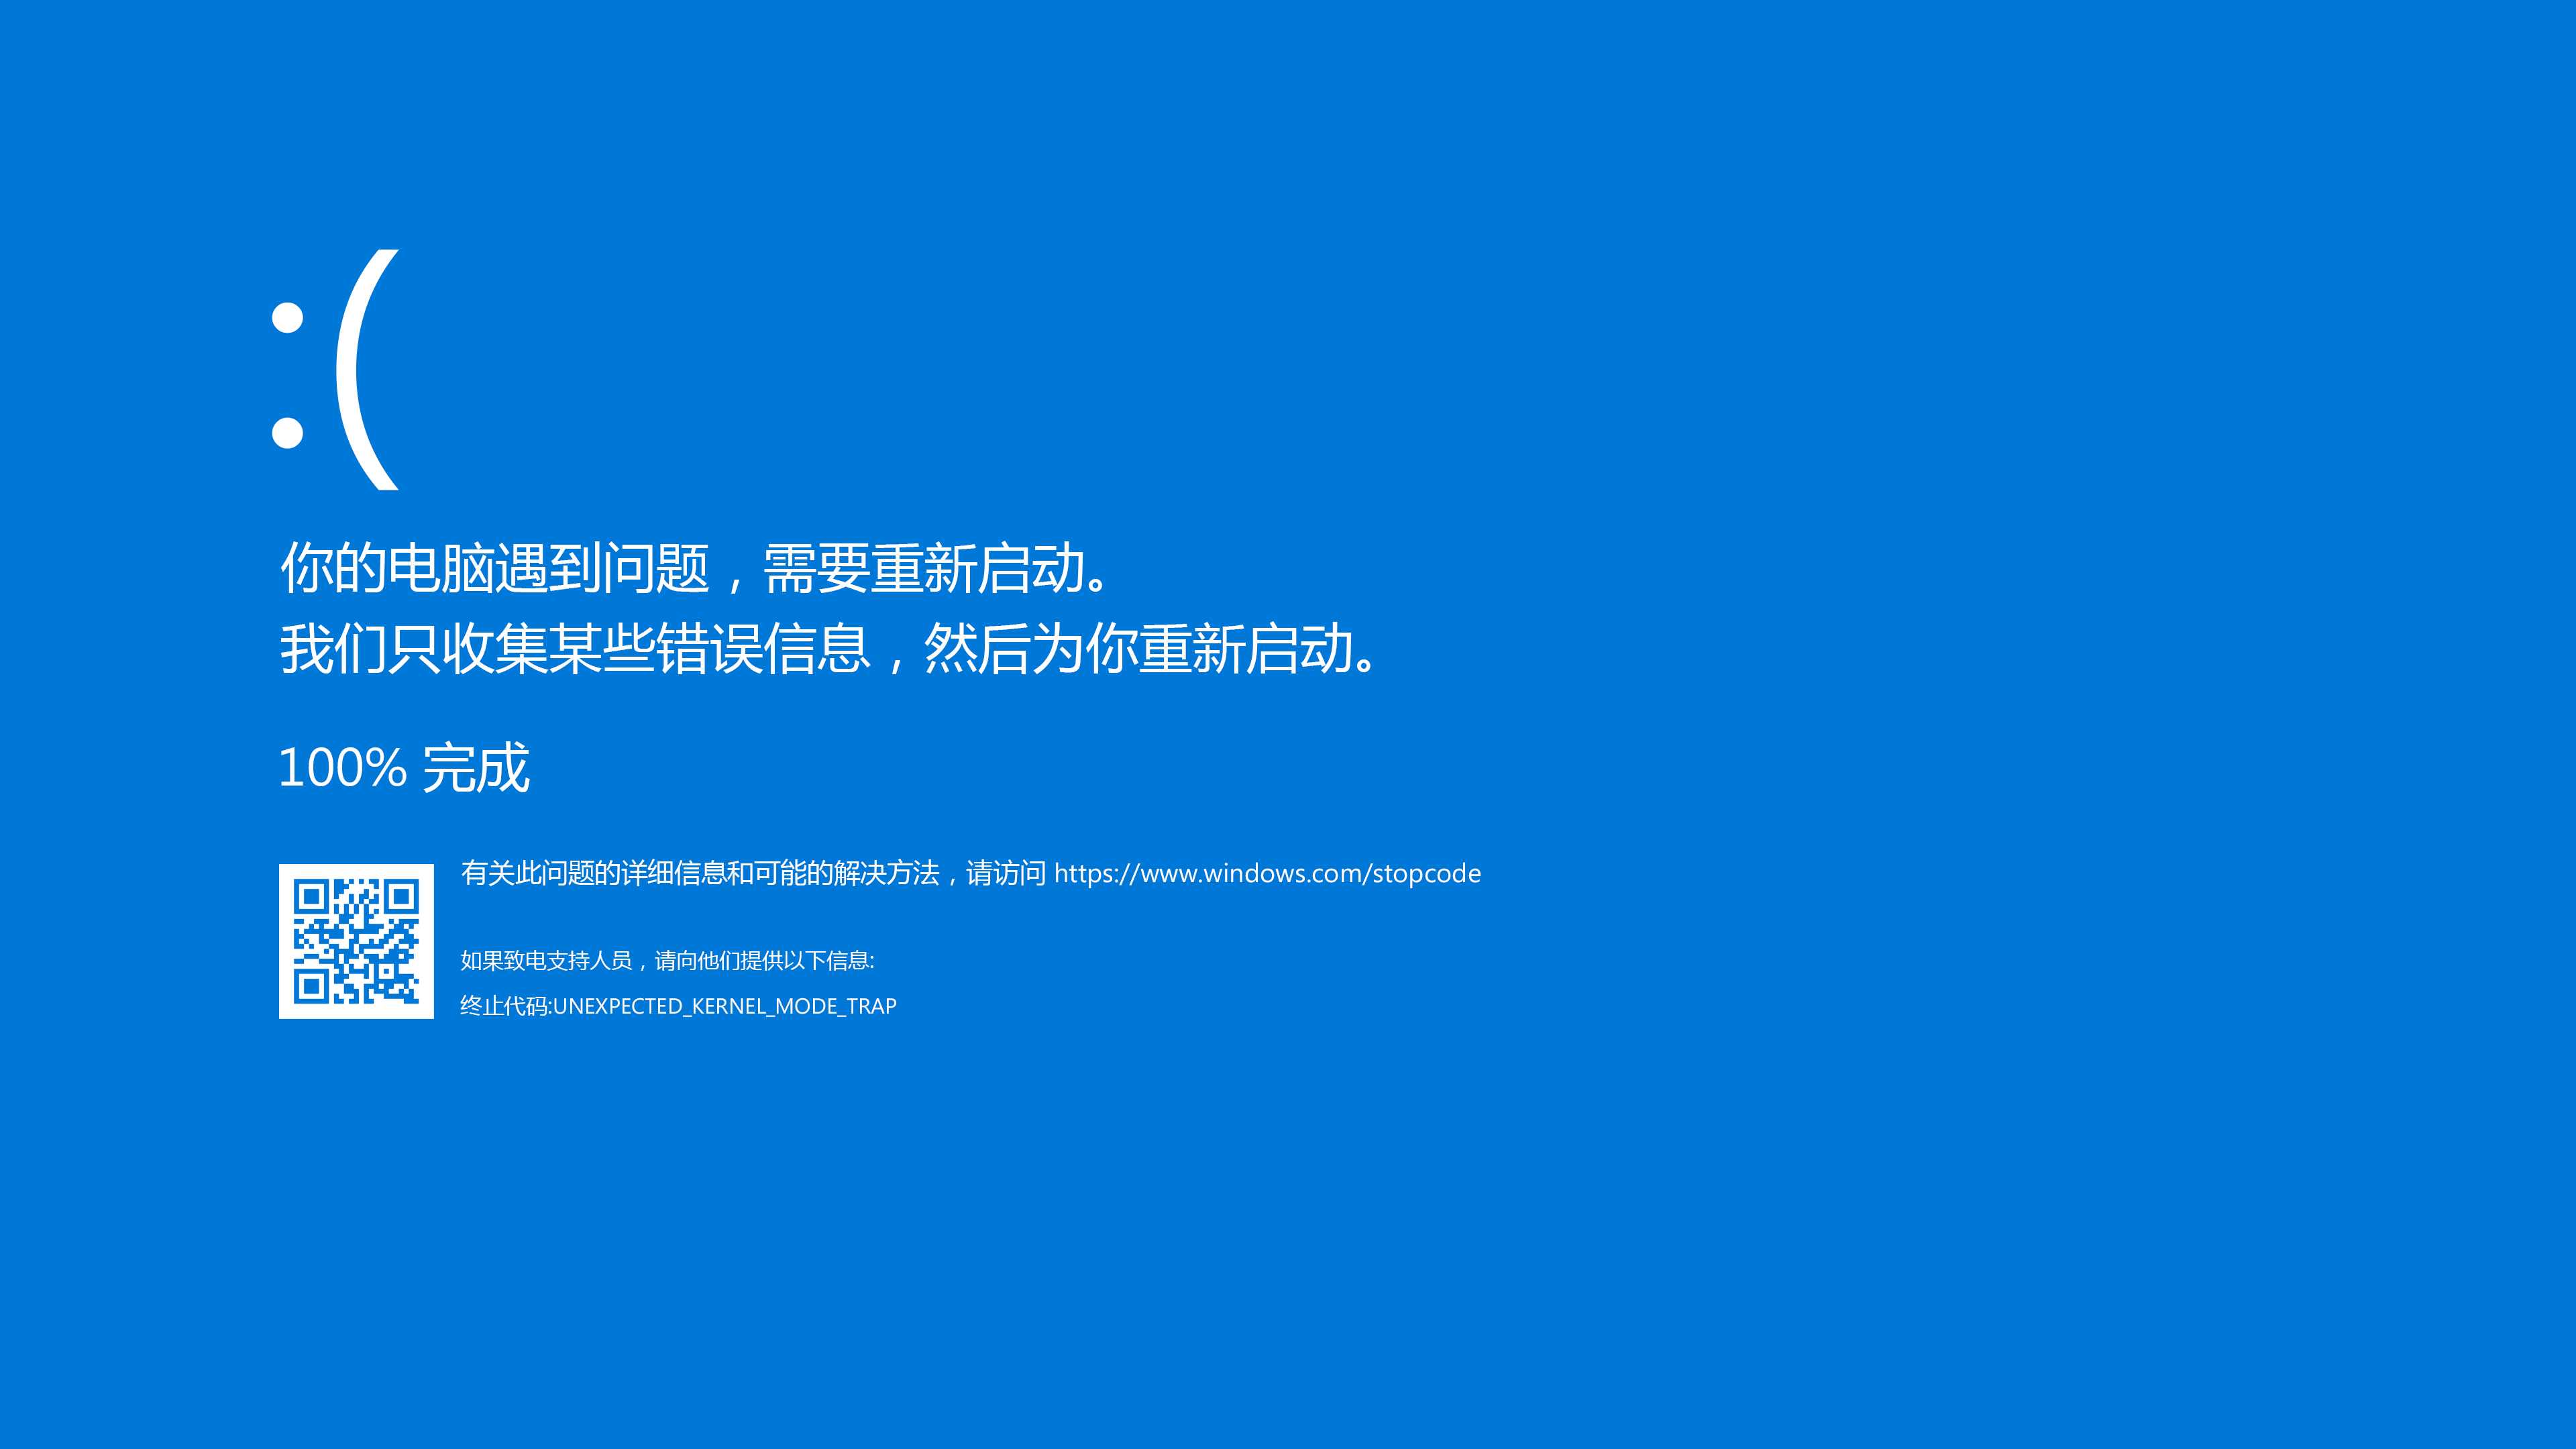 :(
你的电脑遇到问题，需要重新启动。
我们只收集某些错误信息，然后为你重新启动。
100% 完成
有关此问题的详细信息和可能的解决方法，请访问 https://www.windows.com/stopcode
如果致电支持人员，请向他们提供以下信息:
终止代码:UNEXPECTED_KERNEL_MODE_TRAP